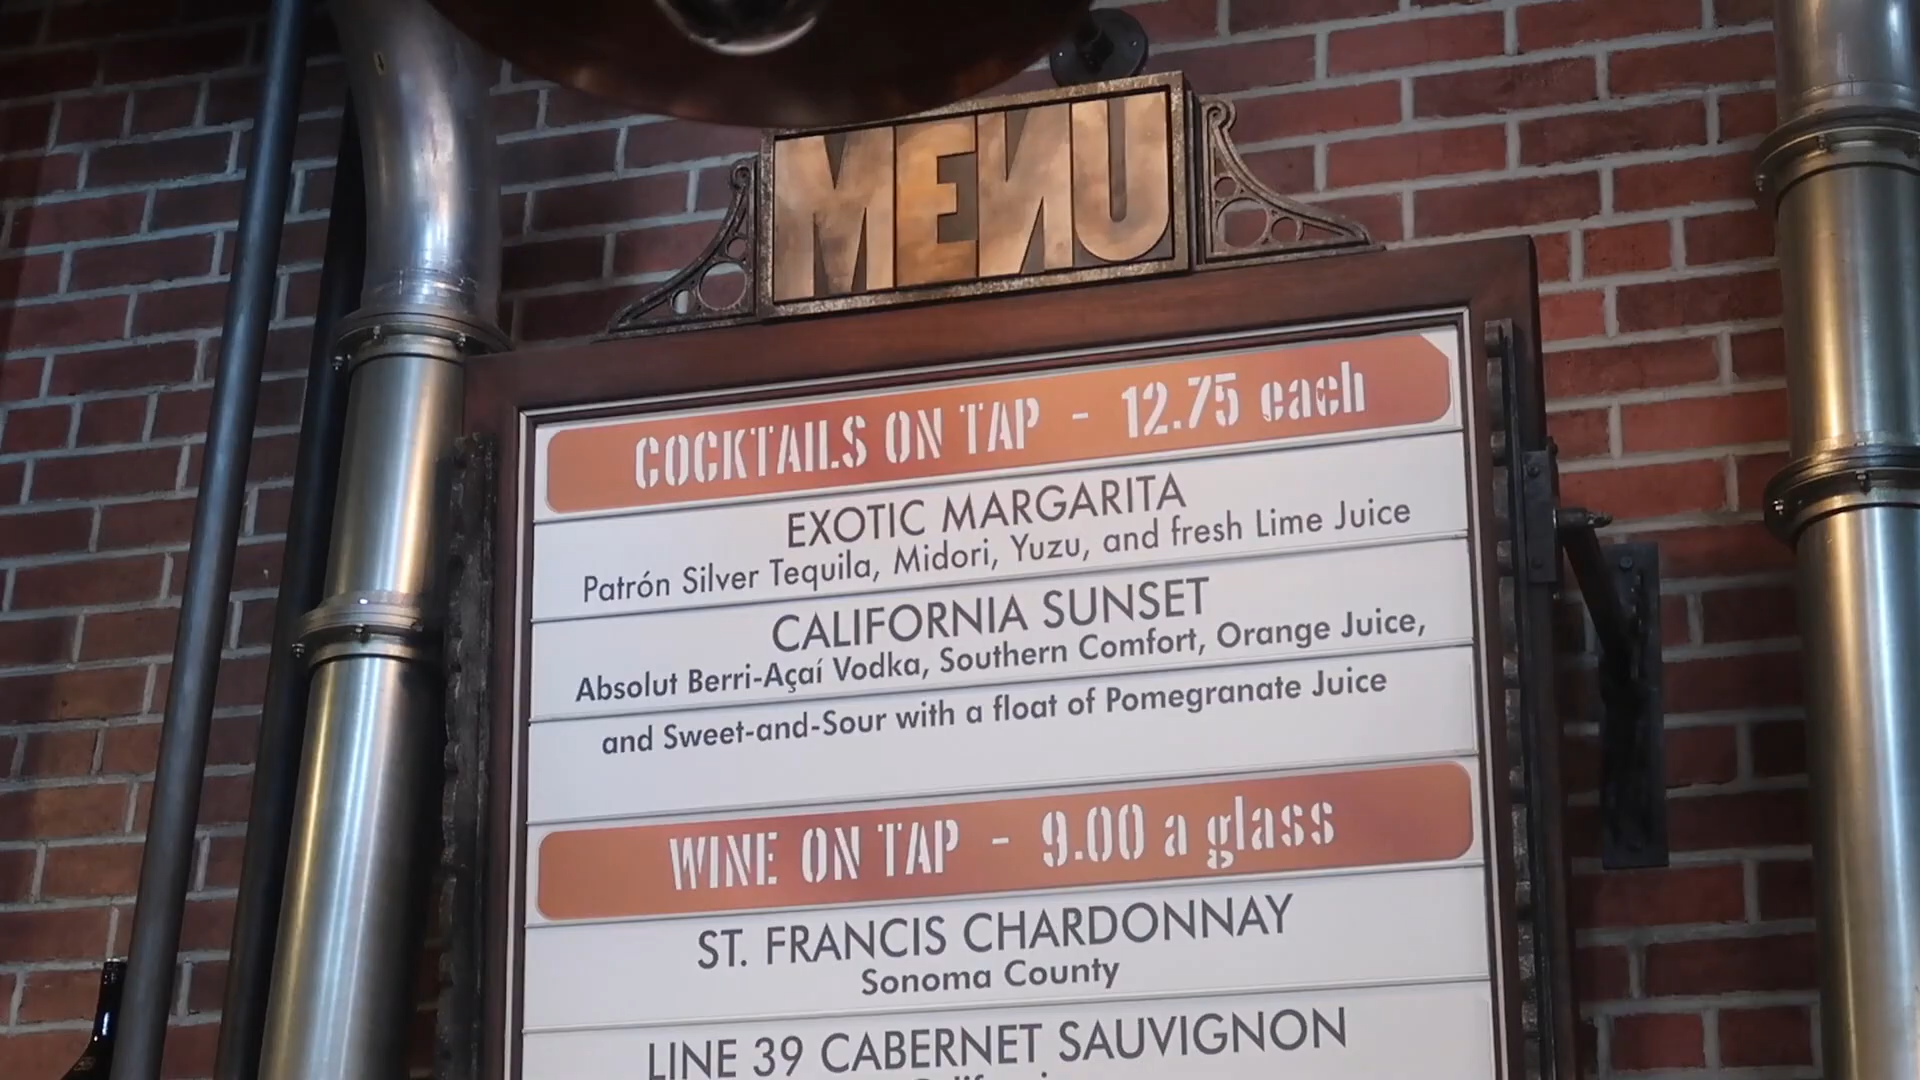 MENU
COCKTAILS ON TAP - 12.75 each
EXOTIC MARGARITA
Patrón Silver Tequila, Midori, Yuzu, and fresh Lime Juice
CALIFORNIA SUNSET
Absolut Berri-Açaí Vodka, Southern Comfort, Orange Juice,
and Sweet-and-Sour with a float of Pomegranate Juice
WINE ON TAP - 9.00 a glass
ST. FRANCIS CHARDONNAY
Sonoma County
LINE 39 CABERNET SAUVIGNON